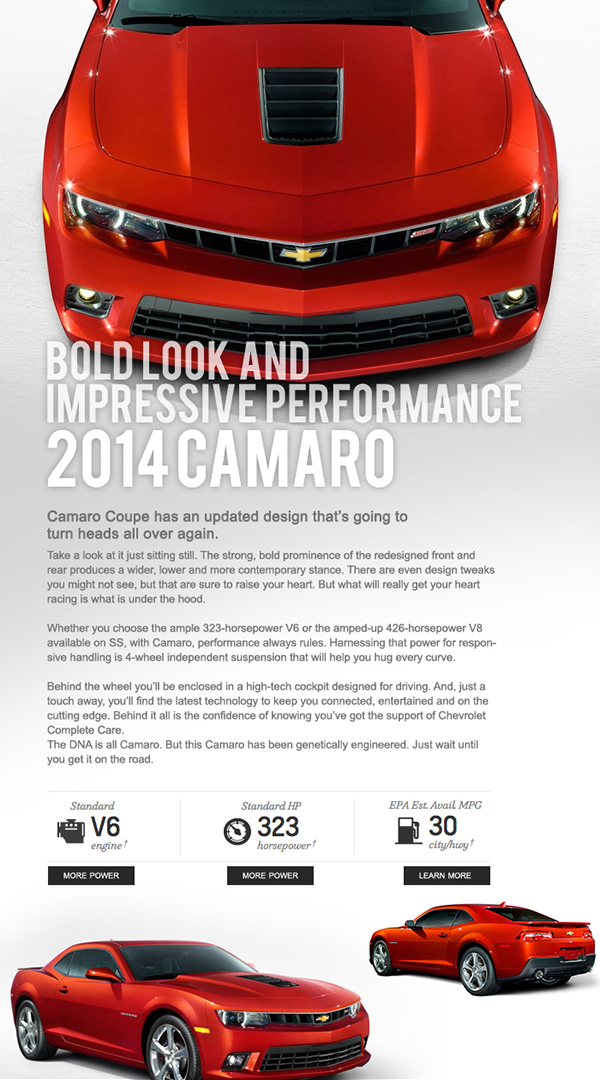 BOLD LOOK AND
IMPRESSIVE PERFORMANCE
2014 CAMARO
Camaro Coupe has an updated design that's going to
turn heads all over again.
Take a look at it just sitting still. The strong, bold prominence of the redesigned front and
rear produces a wider, lower and more contemporary stance. There are even design tweaks
you might not see, but that are sure to raise your heart. But what will really get your heart
racing is what is under the hood.
Whether you choose the ample 323-horsepower V6 or the amped-up 426-horsepower V8
available on SS, with Camaro, performance always rules. Harnessing that power for respon-
sive handling is 4-wheel independent suspension that will help you hug every curve.
Behind the wheel you'll be enclosed in a high-tech cockpit designed for driving. And, just a
touch away, you'll find the latest technology to keep you connected, entertained and on the
cutting edge. Behind it all is the confidence of knowing you've got the support of Chevrolet
Complete Care.
The DNA is all Camaro. But this Camaro has been genetically engineered. Just wait until
you get it on the road.
Standard
V6
engine†
MORE POWER
Standard HP
323
horsepower†
MORE POWER
EPA Est. Avail. MPG
30
city/hwy†
LEARN MORE